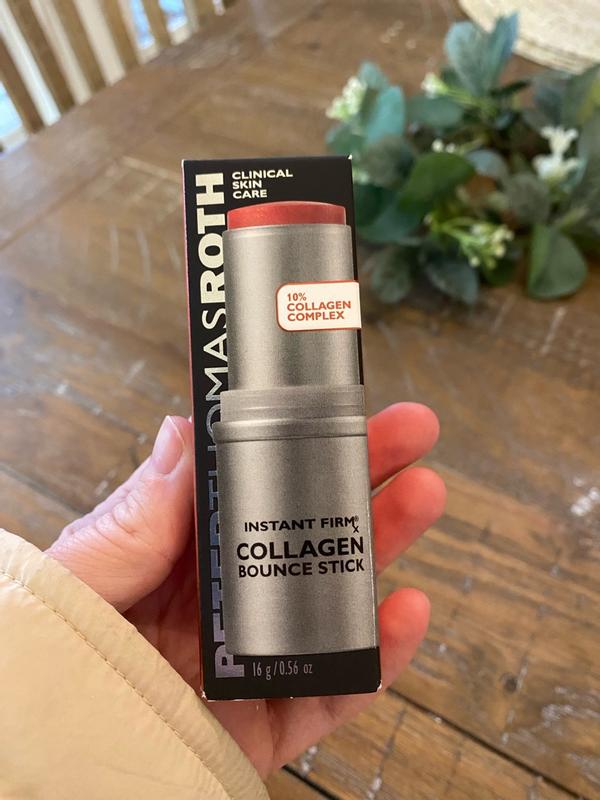 PETERTHOMASROTH
CLINICAL
SKIN
CARE
10%
COLLAGEN
COMPLEX
INSTANT FIRMx®
COLLAGEN
BOUNCE STICK
16 g / 0.56 oz